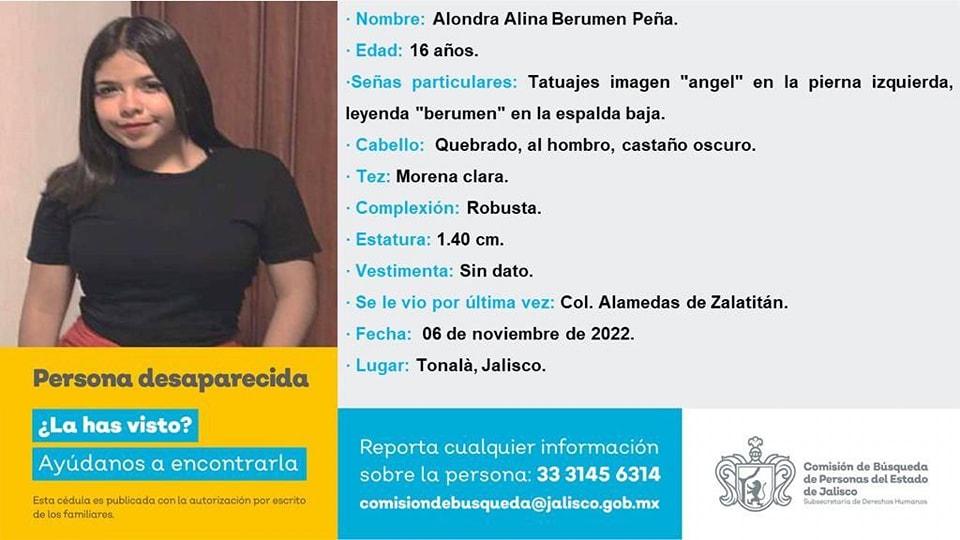 · Nombre: Alondra Alina Berumen Peña.
· Edad: 16 años.
·Señas particulares: Tatuajes imagen "angel" en la pierna izquierda,
leyenda "berumen" en la espalda baja.
· Cabello: Quebrado, al hombro, castaño oscuro.
· Tez: Morena clara.
· Complexión: Robusta.
· Estatura: 1.40 cm.
· Vestimenta: Sin dato.
· Se le vio por última vez: Col. Alamedas de Zalatitán.
· Fecha: 06 de noviembre de 2022.
· Lugar: Tonalà, Jalisco.
Persona desaparecida
¿La has visto?
Ayúdanos a encontrarla
Esta cédula es publicada con la autorización por escrito
de los familiares.
Reporta cualquier información
sobre la persona: 33 3145 6314
comisiondebusqueda@jalisco.gob.mx
Comisión de Búsqueda
de Personas del Estado
de Jalisco
Subsecretaría de Derechos Humanos